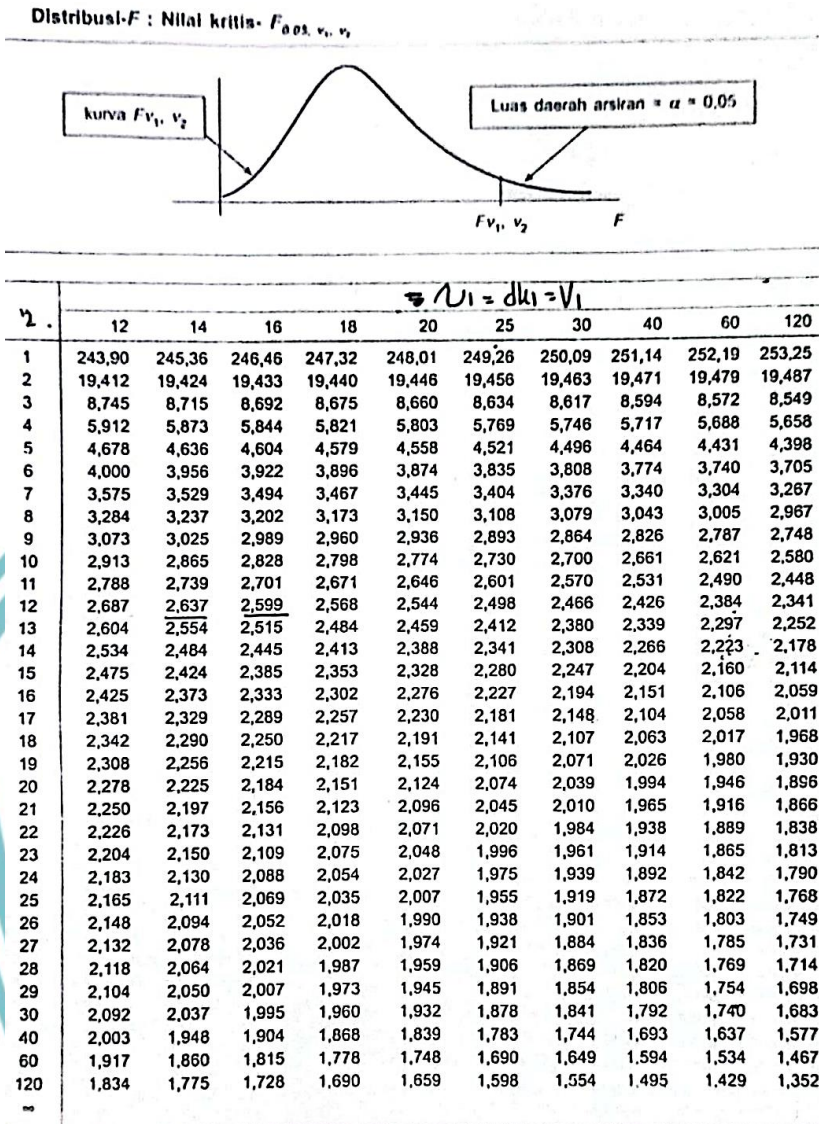 Distribusi-F : Nilai kritis- F0.05, v₁, v₂
kurva Fv₁, v₂
Luas daerah arsiran = α = 0,05
Fv₁, v₂ F
= V1 = dk1 = V1
12 14 16 18 20 25 30 40 60 120
1 243,90 245,36 246,46 247,32 248,01 249,26 250,09 251,14 252,19 253,25
2 19,412 19,424 19,433 19,440 19,446 19,456 19,463 19,471 19,479 19,487
3 8,745 8,715 8,692 8,675 8,660 8,634 8,617 8,594 8,572 8,549
4 5,912 5,873 5,844 5,821 5,803 5,769 5,746 5,717 5,688 5,658
5 4,678 4,636 4,604 4,579 4,558 4,521 4,496 4,464 4,431 4,398
6 4,000 3,956 3,922 3,896 3,874 3,835 3,808 3,774 3,740 3,705
7 3,575 3,529 3,494 3,467 3,445 3,404 3,376 3,340 3,304 3,267
8 3,284 3,237 3,202 3,173 3,150 3,108 3,079 3,043 3,005 2,967
9 3,073 3,025 2,989 2,960 2,936 2,893 2,864 2,826 2,787 2,748
10 2,913 2,865 2,828 2,798 2,774 2,730 2,700 2,661 2,621 2,580
11 2,788 2,739 2,701 2,671 2,646 2,601 2,570 2,531 2,490 2,448
12 2,687 2,637 2,599 2,568 2,544 2,498 2,466 2,426 2,384 2,341
13 2,604 2,554 2,515 2,484 2,459 2,412 2,380 2,339 2,297 2,252
14 2,534 2,484 2,445 2,413 2,388 2,341 2,308 2,266 2,223 2,178
15 2,475 2,424 2,385 2,353 2,328 2,280 2,247 2,204 2,160 2,114
16 2,425 2,373 2,333 2,302 2,276 2,227 2,194 2,151 2,106 2,059
17 2,381 2,329 2,289 2,257 2,230 2,181 2,148 2,104 2,058 2,011
18 2,342 2,290 2,250 2,217 2,191 2,141 2,107 2,063 2,017 1,968
19 2,308 2,256 2,215 2,182 2,155 2,106 2,071 2,026 1,980 1,930
20 2,278 2,225 2,184 2,151 2,124 2,074 2,039 1,994 1,946 1,896
21 2,250 2,197 2,156 2,123 2,096 2,045 2,010 1,965 1,916 1,866
22 2,226 2,173 2,131 2,098 2,071 2,020 1,984 1,938 1,889 1,838
23 2,204 2,150 2,109 2,075 2,048 1,996 1,961 1,914 1,865 1,813
24 2,183 2,130 2,088 2,054 2,027 1,975 1,939 1,892 1,842 1,790
25 2,165 2,111 2,069 2,035 2,007 1,955 1,919 1,872 1,822 1,768
26 2,148 2,094 2,052 2,018 1,990 1,938 1,901 1,853 1,803 1,749
27 2,132 2,078 2,036 2,002 1,974 1,921 1,884 1,836 1,785 1,731
28 2,118 2,064 2,021 1,987 1,959 1,906 1,869 1,820 1,769 1,714
29 2,104 2,050 2,007 1,973 1,945 1,891 1,854 1,806 1,754 1,698
30 2,092 2,037 1,995 1,960 1,932 1,878 1,841 1,792 1,740 1,683
40 2,003 1,948 1,904 1,868 1,839 1,783 1,744 1,693 1,637 1,577
60 1,917 1,860 1,815 1,778 1,748 1,690 1,649 1,594 1,534 1,467
120 1,834 1,775 1,728 1,690 1,659 1,598 1,554 1,495 1,429 1,352
∞